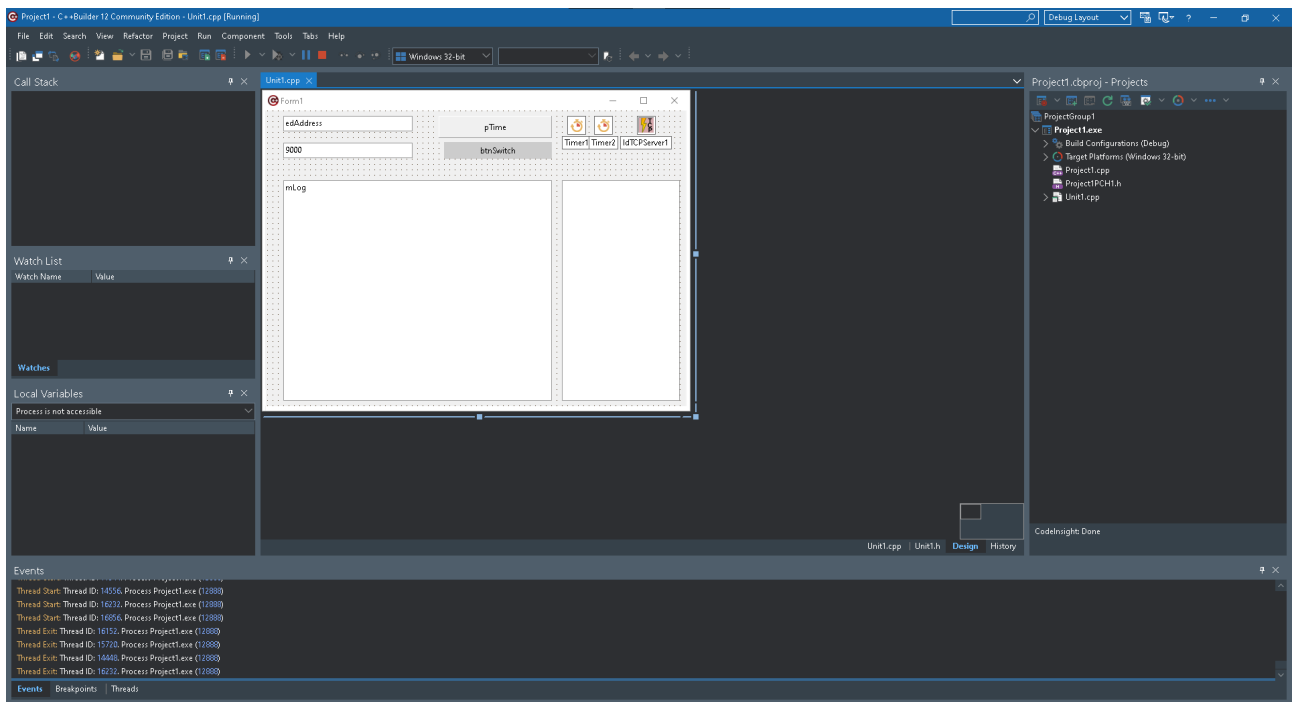 Project1 - C++Builder 12 Community Edition - Unit1.cpp [Running]
Debug Layout
?
File Edit Search View Refactor Project Run Component Tools Tabs Help
Windows 32-bit
Call Stack
Unit1.cpp
Project1.cbproj - Projects
Form1
edAddress
pTime
9000
btnSwitch
Timer1 Timer2 IdTCPServer1
mLog
ProjectGroup1
Project1.exe
Build Configurations (Debug)
Target Platforms (Windows 32-bit)
Project1.cpp
Project1PCH1.h
Unit1.cpp
Watch List
Watch Name Value
Watches
Local Variables
Process is not accessible
Name Value
CodeInsight: Done
Unit1.cpp Unit1.h Design History
Events
Thread Start: Thread ID: 14556. Process Project1.exe (12888)
Thread Start: Thread ID: 16232. Process Project1.exe (12888)
Thread Start: Thread ID: 16856. Process Project1.exe (12888)
Thread Exit: Thread ID: 16152. Process Project1.exe (12888)
Thread Exit: Thread ID: 15720. Process Project1.exe (12888)
Thread Exit: Thread ID: 14448. Process Project1.exe (12888)
Thread Exit: Thread ID: 16232. Process Project1.exe (12888)
Events Breakpoints Threads